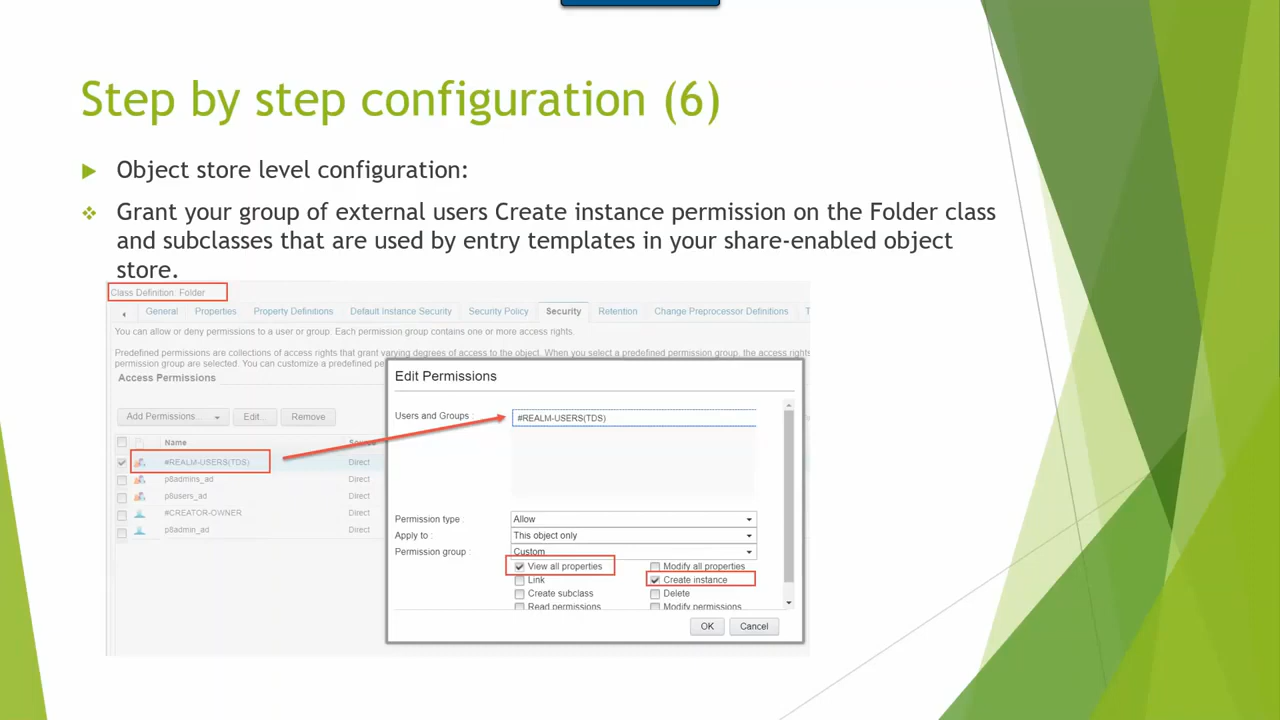 Step by step configuration (6)
Object store level configuration:
Grant your group of external users Create instance permission on the Folder class
and subclasses that are used by entry templates in your share-enabled object
store.
Class Definition: Folder
General Properties Property Definitions Default Instance Security Security Policy Security Retention Change Preprocessor Definitions
You can allow or deny permissions to a user or group. Each permission group contains one or more access rights.
Predefined permissions are collections of access rights that grant varying degrees of access to the object. When you select a predefined permission group, the access rights
permission group are selected. You can customize a predefined
Access Permissions
Edit Permissions
Users and Groups :
#REALM-USERS(TDS)
Add Permissions... Edit... Remove
Name
#REALM-USERS(TDS) Direct
p8admins_ad Direct
p8users_ad Direct
#CREATOR-OWNER Direct
p8admin_ad Direct
Permission type : Allow
Apply to : This object only
Permission group : Custom
View all properties Modify all properties
Link Create instance
Create subclass Delete
Read permissions Modify permissions
OK Cancel